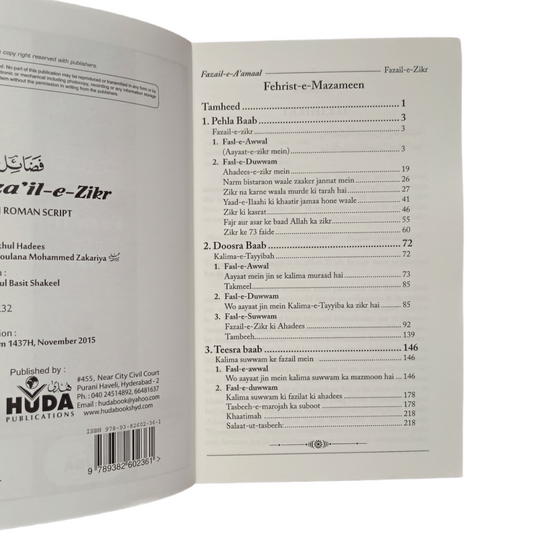 copy right reserved with publishers
No part of this publication may be reproduced or transmitted in any form or
electronic or mechanical including photocopies, recording or any information storage
without the permission in writing from the publishers.
فضائل
za'il-e-Zikr
ROMAN SCRIPT
khul Hadees
oulana Mohammed Zakariya
ul Basit Shakeel
232
tion :
m 1437H, November 2015
Published by :
HUDA
PUBLICATIONS
#455, Near City Civil Court
Purani Haveli, Hyderabad - 2
Ph : 040 24514892, 66481637
Email : hudabook@yahoo.com
www.hudabookshyd.com
ISBN 978-93-82602-36-1
9 789382 602361
Fazail-e-A'amaal Fazail-e-Zikr
Fehrist-e-Mazameen
Tamheed 1
1. Pehla Baab 3
Fazail-e-zikr 3
1. Fasl-e-Awwal
(Aayaat-e-zikr mein) 3
2. Fasl-e-Duwwam
Ahadees-e-zikr mein 19
Narm bistaraon waale zaaker jannat mein 26
Zikr na karne waala murde ki tarah hai 27
Yaad-e-Ilaahi ki khaatir jamaa hone waale 41
Zikr ki kasrat 46
Fajr aur asar ke baad Allah ka zikr 55
Zikr ke 73 faide 60
2. Doosra Baab 72
Kalima-e-Tayyibah 72
1. Fasl-e-Awwal
Aayaat mein jin se kalima muraad hai 73
Takmeel 85
2. Fasl-e-Duwwam
Wo aayaat jin mein Kalima-e-Tayyiba ka zikr hai 85
3. Fasl-e-Suwwam
Fazail-e-Zikr ki Ahadees 92
Tambeeh 139
3. Teesra baab 146
Kalima suwwam ke fazail mein 146
1. Fasl-e-awwal
Wo aayaat jin mein kalima suwwam ka mazmoon hai 146
2. Fasl-e-duwwam
Kalima suwwam ki fazilat ki ahadees 178
Tasbeeh-e-marojah ka suboot 178
Khaatimah 218
Salaat-ut-tasbeeh: 218